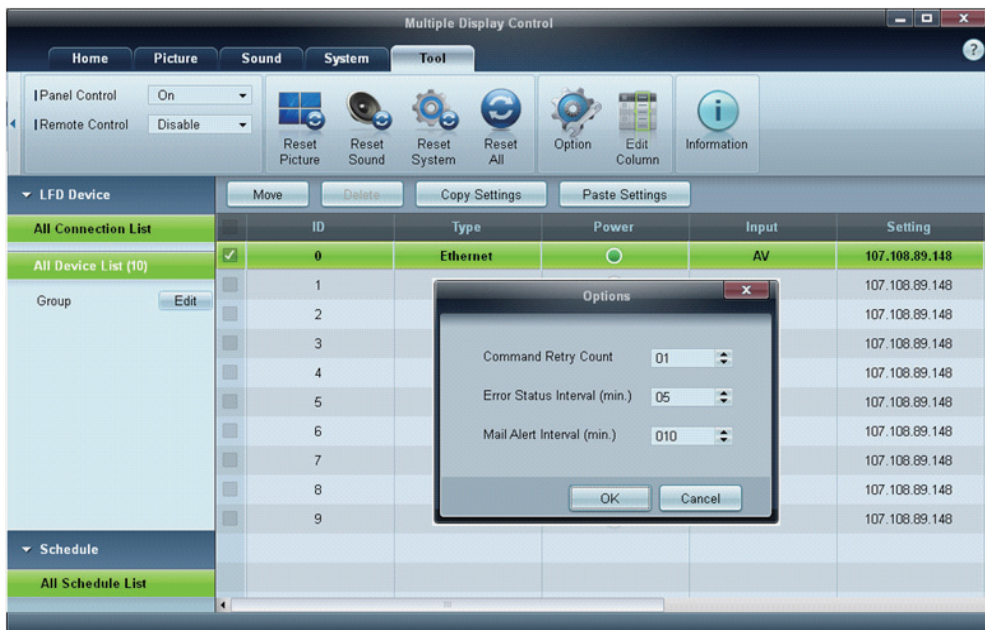 Multiple Display Control
Home Picture Sound System Tool
?
Panel Control On
Remote Control Disable
Reset Picture
Reset Sound
Reset System
Reset All
Option
Edit Column
Information
LFD Device
Move Delete Copy Settings Paste Settings
All Connection List
ID Type Power Input Setting
All Device List (10)
0 Ethernet AV 107.108.89.148
Group Edit
1 107.108.89.148
2 107.108.89.148
3 107.108.89.148
4 107.108.89.148
5 107.108.89.148
6 107.108.89.148
7 107.108.89.148
8 107.108.89.148
9 107.108.89.148
Options
Command Retry Count 01
Error Status Interval (min.) 05
Mail Alert Interval (min.) 010
OK Cancel
Schedule
All Schedule List